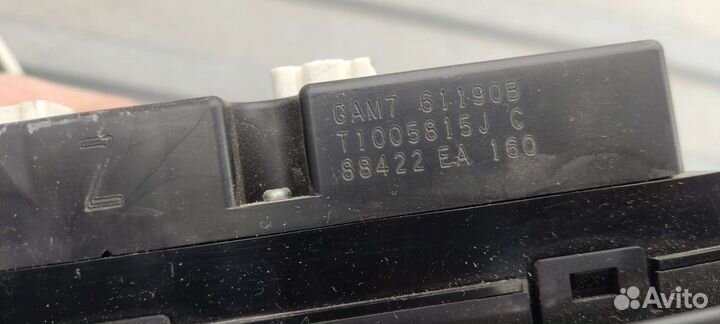 GAM7 61190B
T1005815J C
88422 EA 160
Z
Avito